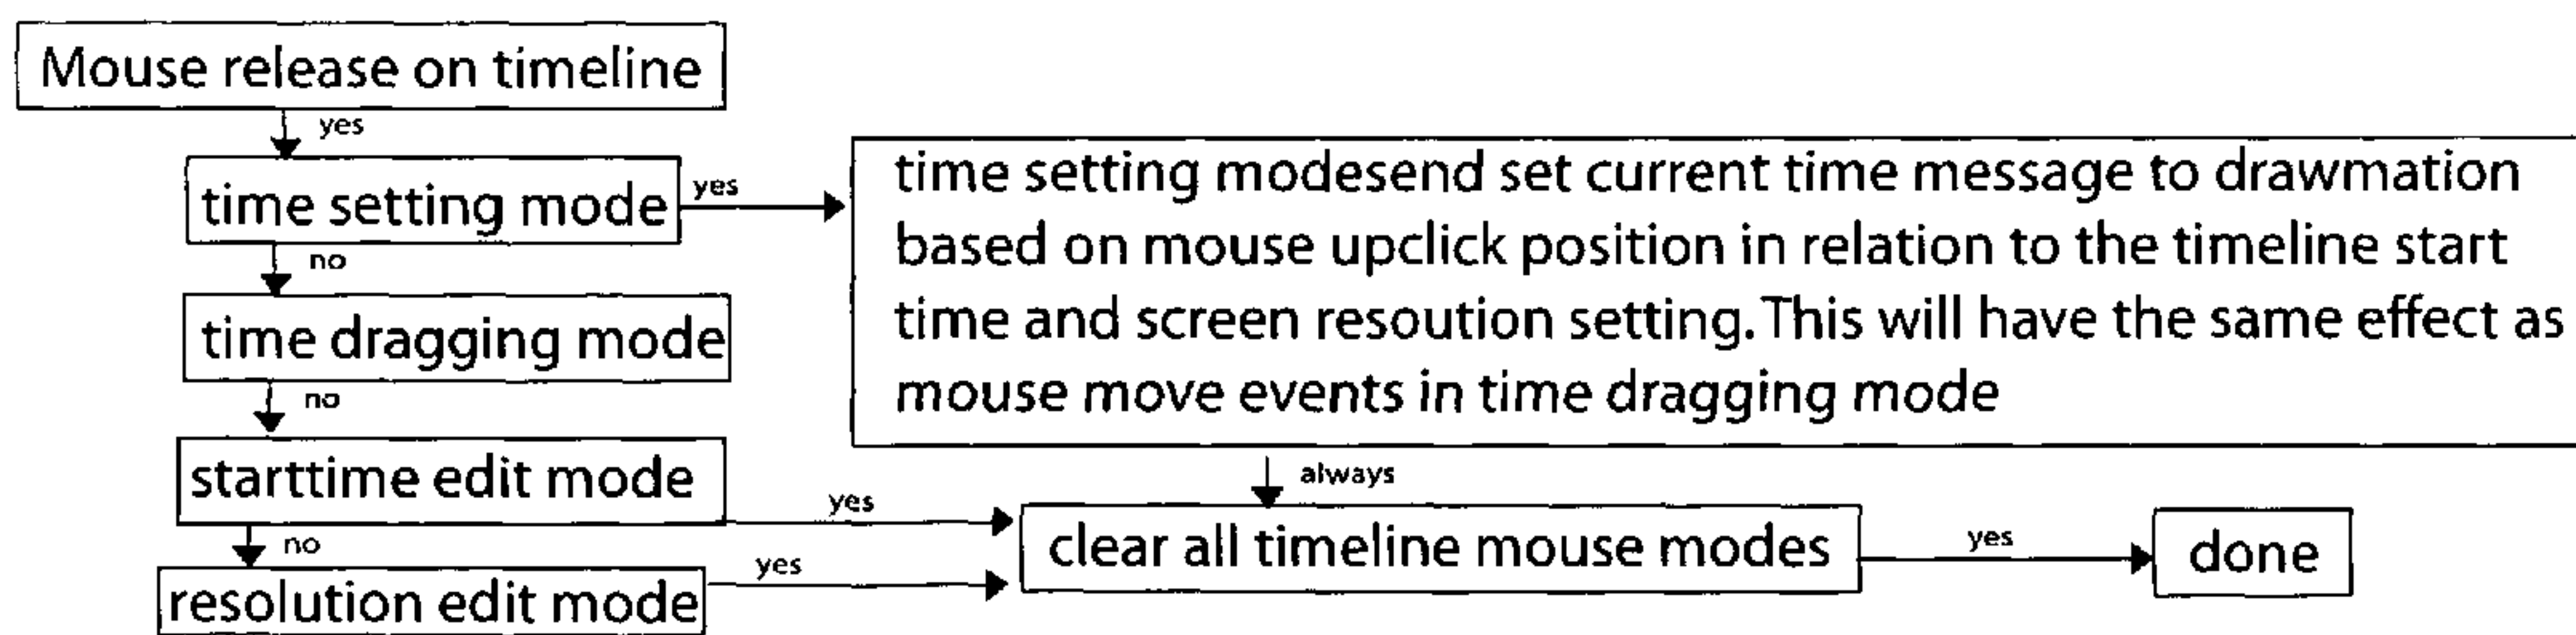 Mouse release on timeline
yes
time setting mode
yes
time setting modesend set current time message to drawmation
based on mouse upclick position in relation to the timeline start
time and screen resoution setting.This will have the same effect as
mouse move events in time dragging mode
no
time dragging mode
no
starttime edit mode
yes
always
clear all timeline mouse modes
yes
done
no
resolution edit mode
yes